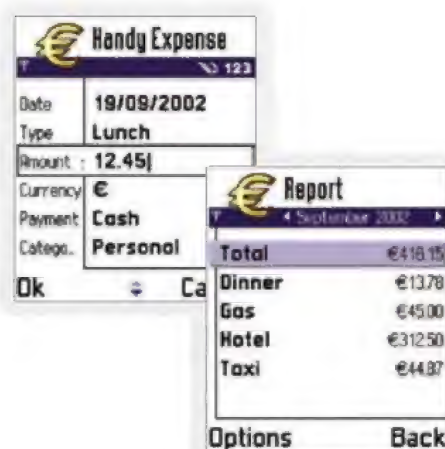 Handy Expense
123
Date 19/09/2002
Type Lunch
Amount : 12.45
Currency €
Payment Cash
Catego.. Personal
Ok Ca
Report
September 2002
Total €416.15
Dinner €13.78
Gas €45.00
Hotel €312.50
Taxi €44.87
Options Back